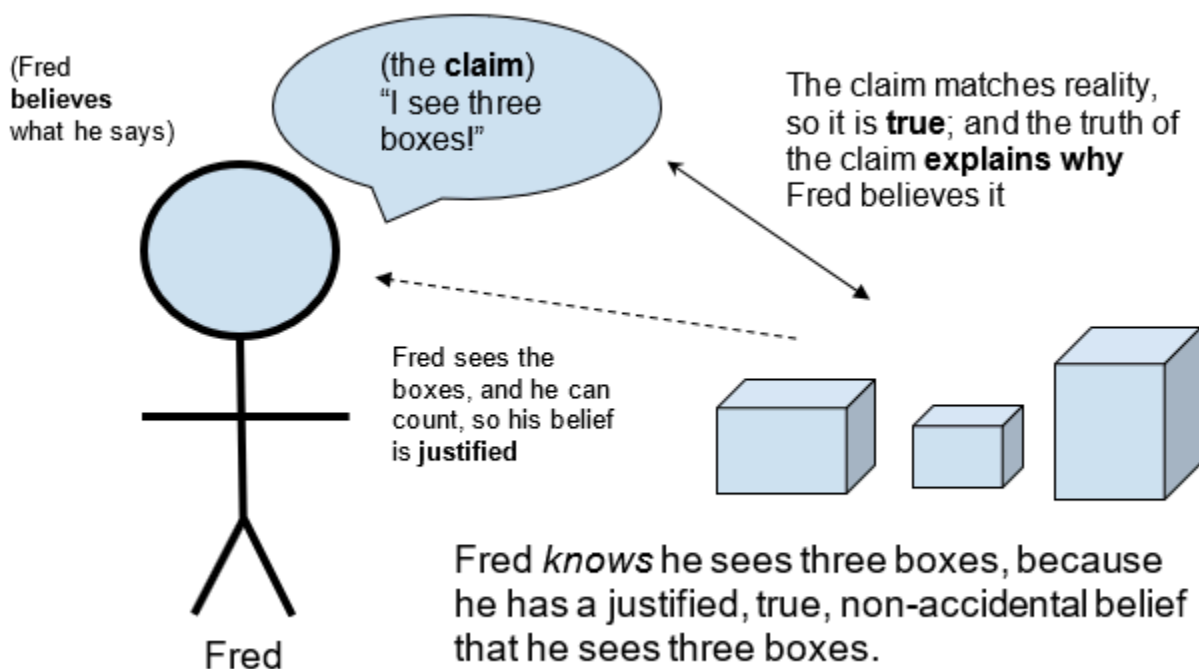 (Fred
believes
what he says)
(the claim)
“I see three
boxes!”
The claim matches reality,
so it is true; and the truth of
the claim explains why
Fred believes it
Fred sees the
boxes, and he can
count, so his belief
is justified
Fred knows he sees three boxes, because
he has a justified, true, non-accidental belief
that he sees three boxes.
Fred